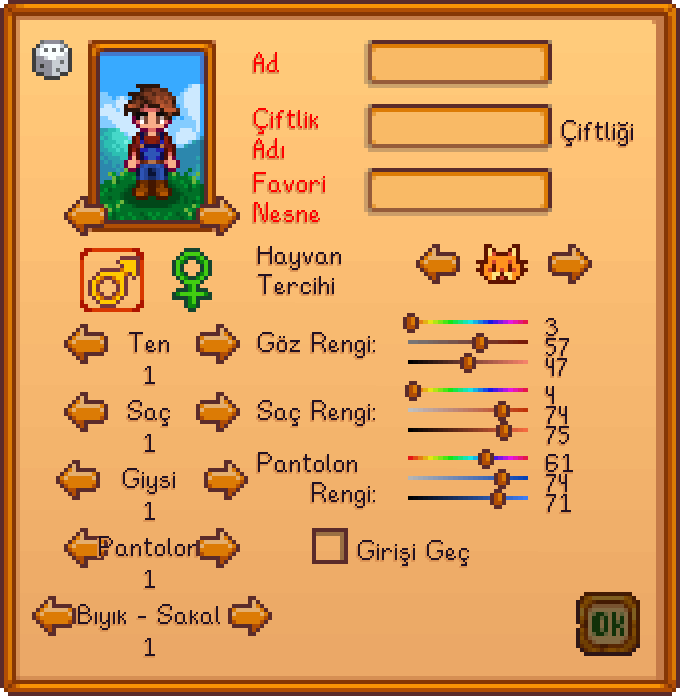 Ad
Çiftlik
Adı
Çiftliği
Favori
Nesne
Hayvan
Tercihi
Ten
1
Göz Rengi:
3
57
47
Saç
1
Saç Rengi:
4
74
75
Giysi
1
Pantolon
Rengi:
61
74
71
Pantolon
1
Girişi Geç
Bıyık - Sakal
1
OK